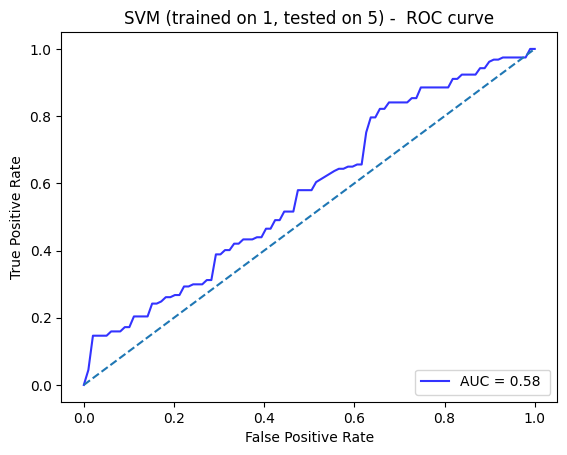 SVM (trained on 1, tested on 5) -  ROC curve
True Positive Rate
1.0
0.8
0.6
0.4
0.2
0.0
AUC = 0.58
0.0 0.2 0.4 0.6 0.8 1.0
False Positive Rate